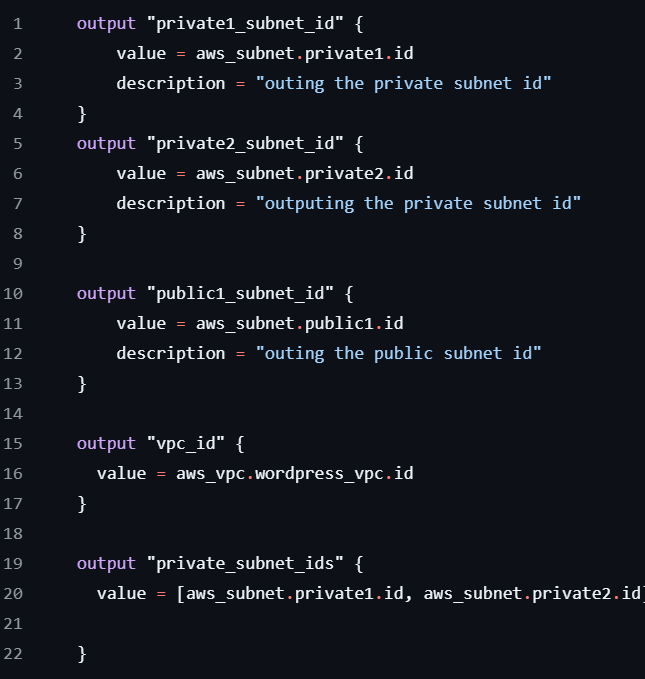 1 output "private1_subnet_id" {
2 value = aws_subnet.private1.id
3 description = "outing the private subnet id"
4 }
5 output "private2_subnet_id" {
6 value = aws_subnet.private2.id
7 description = "outputing the private subnet id"
8 }
9
10 output "public1_subnet_id" {
11 value = aws_subnet.public1.id
12 description = "outing the public subnet id"
13 }
14
15 output "vpc_id" {
16 value = aws_vpc.wordpress_vpc.id
17 }
18
19 output "private_subnet_ids" {
20 value = [aws_subnet.private1.id, aws_subnet.private2.id]
21
22 }